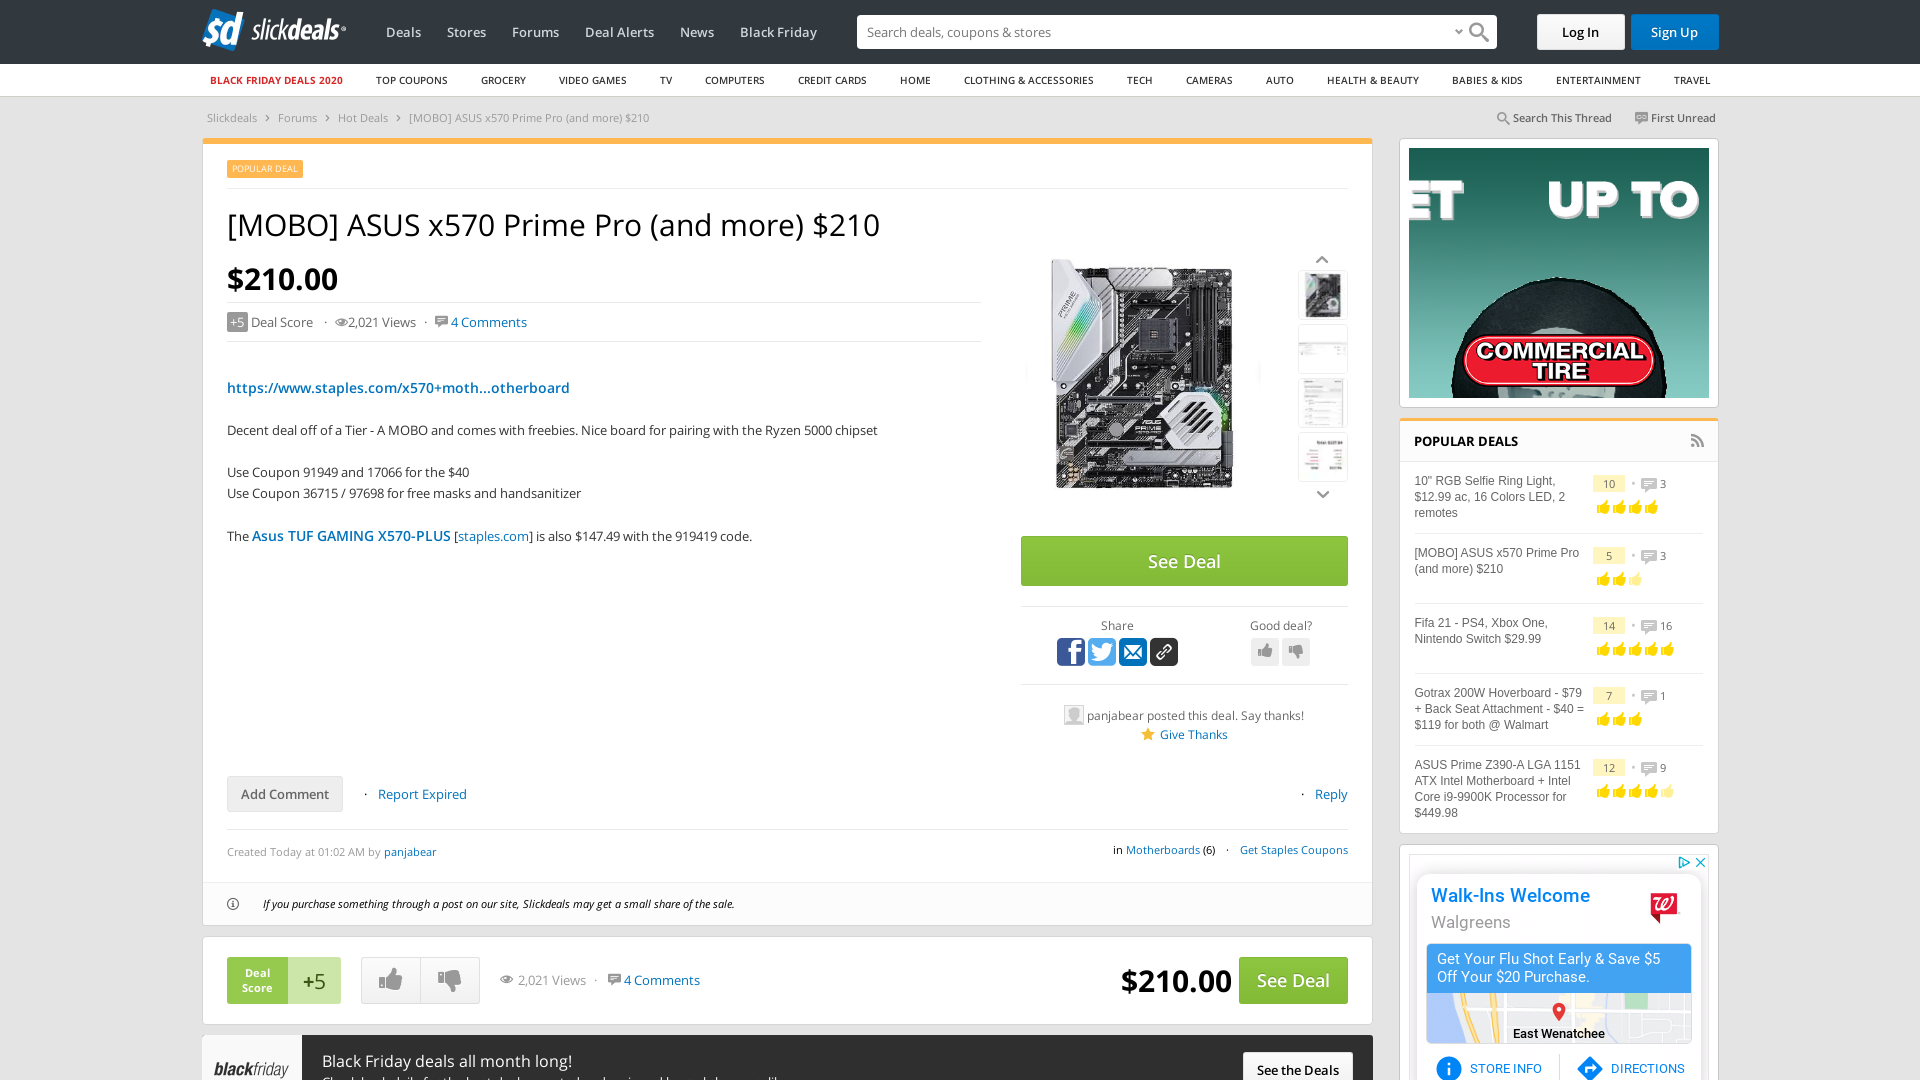 slickdeals
Deals
Stores
Forums
Deal Alerts
News
Black Friday
Search deals, coupons & stores
Log In
Sign Up
BLACK FRIDAY DEALS 2020
TOP COUPONS
GROCERY
VIDEO GAMES
TV
COMPUTERS
CREDIT CARDS
HOME
CLOTHING & ACCESSORIES
TECH
CAMERAS
AUTO
HEALTH & BEAUTY
BABIES & KIDS
ENTERTAINMENT
TRAVEL
Slickdeals › Forums › Hot Deals › [MOBO] ASUS x570 Prime Pro (and more) $210
Search This Thread
First Unread
POPULAR DEAL
[MOBO] ASUS x570 Prime Pro (and more) $210
$210.00
+5 Deal Score · 2,021 Views · 4 Comments
https://www.staples.com/x570+moth...otherboard
Decent deal off of a Tier - A MOBO and comes with freebies. Nice board for pairing with the Ryzen 5000 chipset
Use Coupon 91949 and 17066 for the $40
Use Coupon 36715 / 97698 for free masks and handsanitizer
The Asus TUF GAMING X570-PLUS [staples.com] is also $147.49 with the 919419 code.
PRIME
See Deal
Share
Good deal?
panjabear posted this deal. Say thanks!
Give Thanks
Add Comment · Report Expired
· Reply
Created Today at 01:02 AM by panjabear
in Motherboards (6) · Get Staples Coupons
If you purchase something through a post on our site, Slickdeals may get a small share of the sale.
Deal
Score
+5
2,021 Views · 4 Comments
$210.00
See Deal
blackfriday
Black Friday deals all month long!
See the Deals
ET UP TO
COMMERCIAL
TIRE
POPULAR DEALS
10" RGB Selfie Ring Light,
$12.99 ac, 16 Colors LED, 2
remotes
10 • 3
[MOBO] ASUS x570 Prime Pro
(and more) $210
5 • 3
Fifa 21 - PS4, Xbox One,
Nintendo Switch $29.99
14 • 16
Gotrax 200W Hoverboard - $79
+ Back Seat Attachment - $40 =
$119 for both @ Walmart
7 • 1
ASUS Prime Z390-A LGA 1151
ATX Intel Motherboard + Intel
Core i9-9900K Processor for
$449.98
12 • 9
Walk-Ins Welcome
Walgreens
Get Your Flu Shot Early & Save $5
Off Your $20 Purchase.
East Wenatchee
STORE INFO
DIRECTIONS